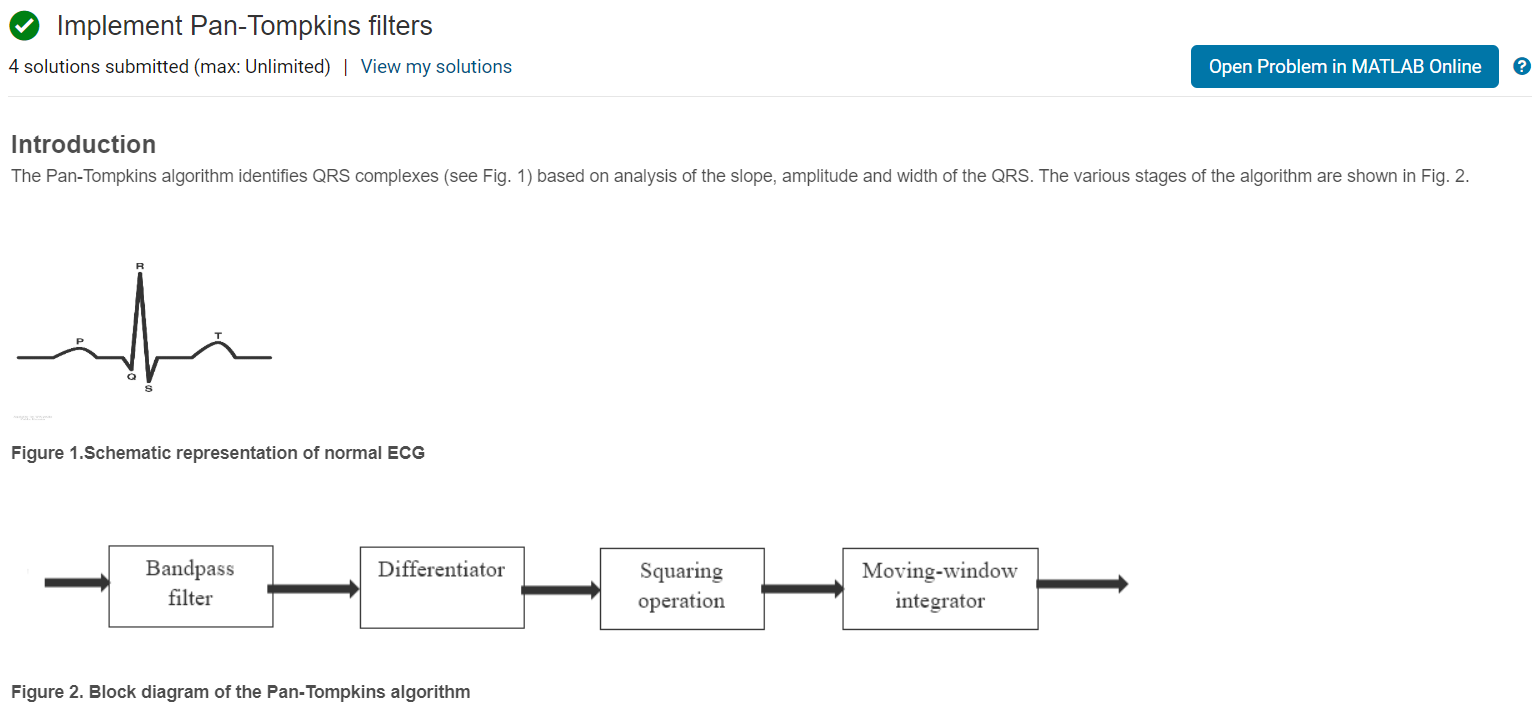 Implement Pan-Tompkins filters
4 solutions submitted (max: Unlimited) | View my solutions
Open Problem in MATLAB Online
?
Introduction
The Pan-Tompkins algorithm identifies QRS complexes (see Fig. 1) based on analysis of the slope, amplitude and width of the QRS. The various stages of the algorithm are shown in Fig. 2.
R
P
T
Q
S
Figure 1.Schematic representation of normal ECG
Bandpass
filter
Differentiator
Squaring
operation
Moving-window
integrator
Figure 2. Block diagram of the Pan-Tompkins algorithm